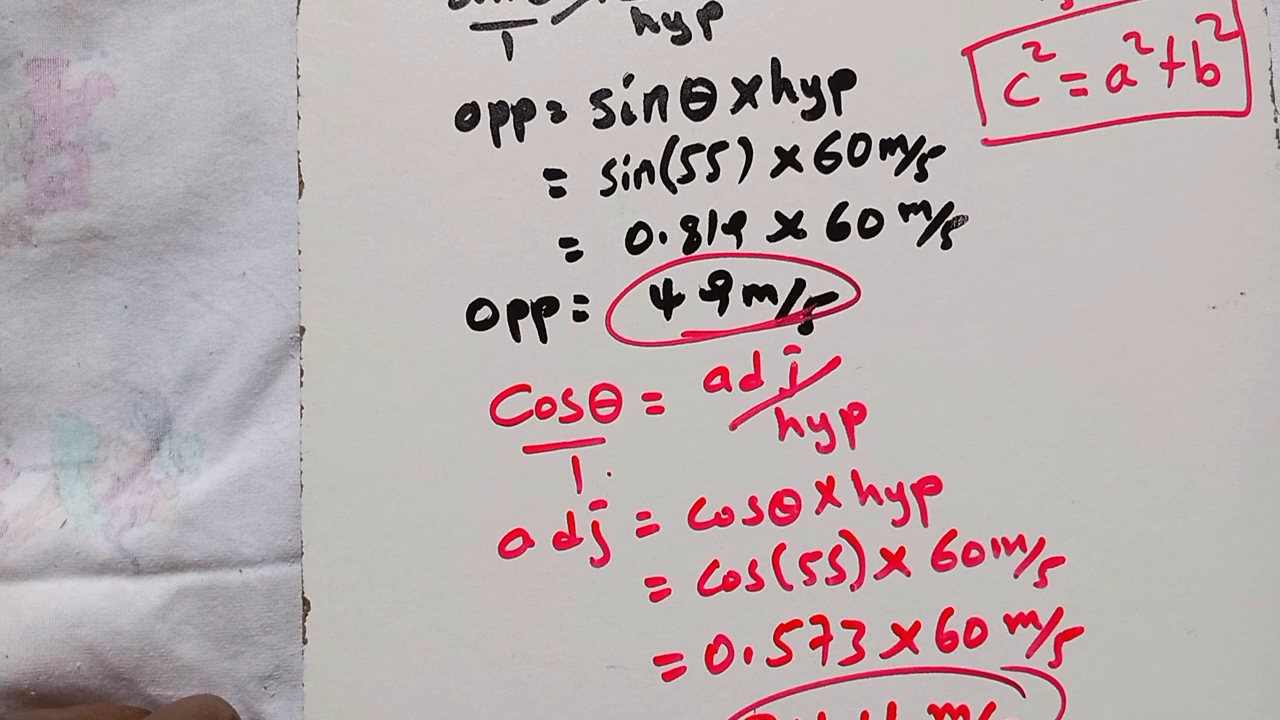 1 hyp
c² = a² + b²
opp = sinθ x hyp
= sin(55) x 60 m/s
= 0.819 x 60 m/s
opp = 49 m/s
Cosθ = adj/hyp
1
adj = cosθ x hyp
= cos(55) x 60 m/s
= 0.573 x 60 m/s